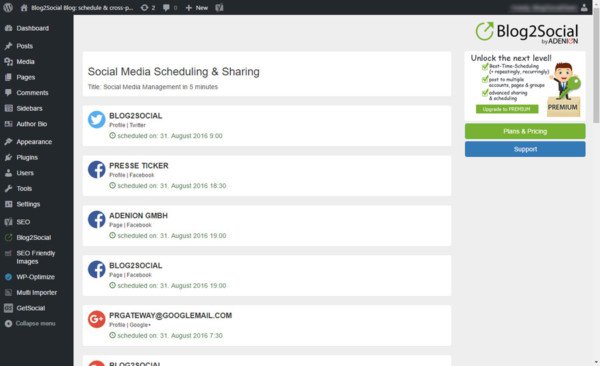 Blog2Social Blog: schedule & cross-p...
2
0
+ New
Dashboard
Posts
Media
Pages
Comments
Sidebars
Author Bio
Appearance
Plugins
Users
Tools
Settings
SEO
Blog2Social
SEO Friendly
Images
WP-Optimize
Multi Importer
GS
GetSocial
Collapse menu
Social Media Scheduling & Sharing
Title: Social Media Management in 5 minutes
BLOG2SOCIAL
Profile | Twitter
scheduled on: 31. August 2016 9:00
PRESSE TICKER
Profile | Facebook
scheduled on: 31. August 2016 18:30
ADENION GMBH
Page | Facebook
scheduled on: 31. August 2016 19:00
BLOG2SOCIAL
Page | Facebook
scheduled on: 31. August 2016 19:00
G+
PRGATEWAY@GOOGLEMAIL.COM
Profile | Google+
scheduled on: 31. August 2016 7:30
G+
BLOG2SOCIAL
Blog2Social
by ADENION
Unlock the next level!
Best-Time-Scheduling
(+ repeatedly, recurringly)
post to multiple
accounts, pages & groups
advanced sharing
& scheduling
Upgrade to PREMIUM
PREMIUM
Plans & Pricing
Support